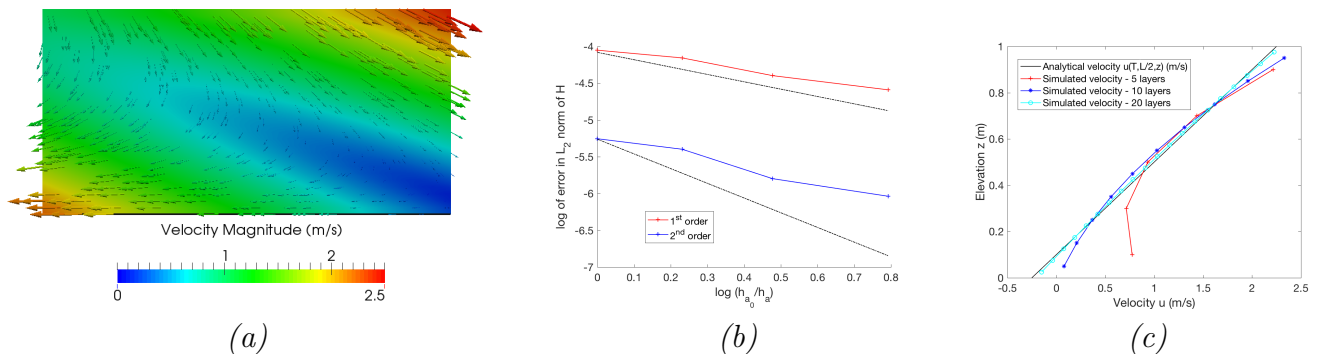 Velocity Magnitude (m/s)
1 2
0 2.5
(a)
-4
-4.5
-5
-5.5
-6
-6.5
-7
log of error in L2 norm of H
1st order
2nd order
0 0.1 0.2 0.3 0.4 0.5 0.6 0.7 0.8
log (ha0/ha)
(b)
1
0.8
0.6
0.4
0.2
0
Elevation z (m)
Analytical velocity u(T,L/2,z) (m/s)
Simulated velocity - 5 layers
Simulated velocity - 10 layers
Simulated velocity - 20 layers
-0.5 0 0.5 1 1.5 2 2.5
Velocity u (m/s)
(c)